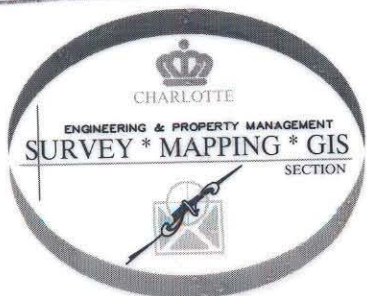 CHARLOTTE
ENGINEERING & PROPERTY MANAGEMENT
SURVEY * MAPPING * GIS
SECTION